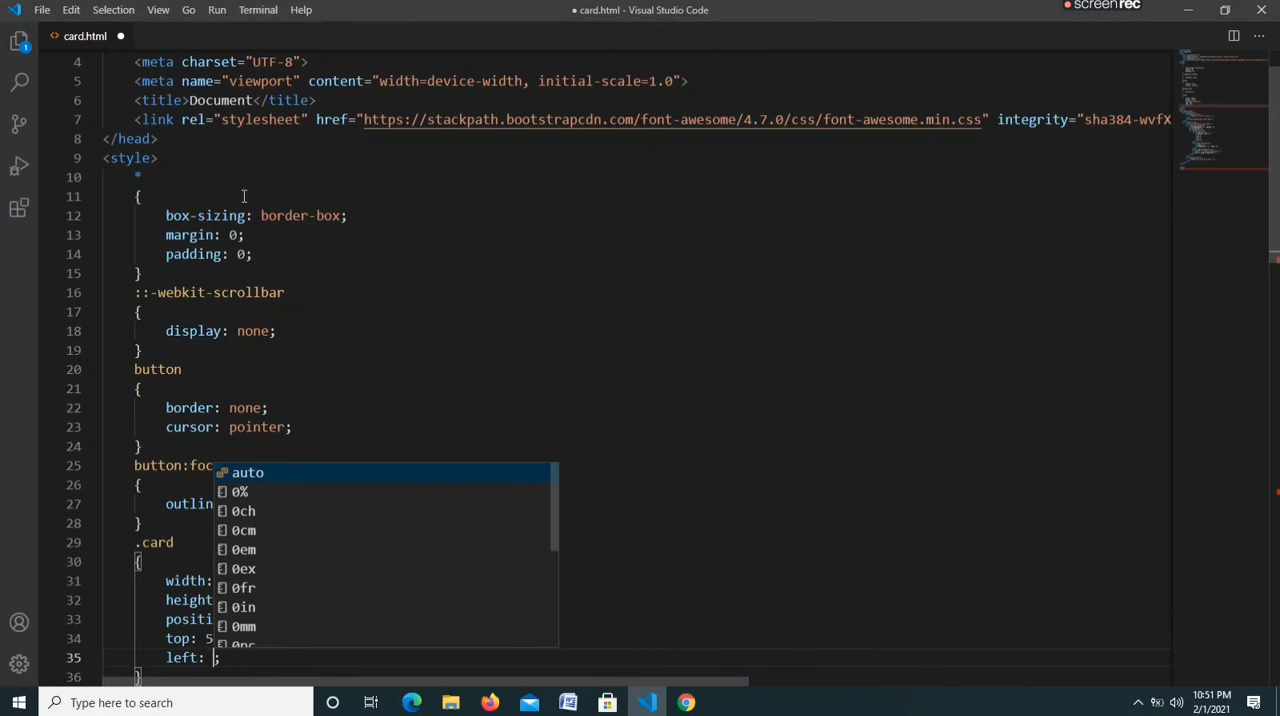 screenrec
File Edit Selection View Go Run Terminal Help
● card.html - Visual Studio Code
card.html
4 <meta charset="UTF-8">
5 <meta name="viewport" content="width=device-width, initial-scale=1.0">
6 <title>Document</title>
7 <link rel="stylesheet" href="https://stackpath.bootstrapcdn.com/font-awesome/4.7.0/css/font-awesome.min.css" integrity="sha384-wvfX
8 </head>
9 <style>
10 *
11 {
12 box-sizing: border-box;
13 margin: 0;
14 padding: 0;
15 }
16 ::-webkit-scrollbar
17 {
18 display: none;
19 }
20 button
21 {
22 border: none;
23 cursor: pointer;
24 }
25 button:foc
26 {
27 outlin
28 }
29 .card
30 {
31 width:
32 height
33 positi
34 top: 5
35 left: ;
36 }
auto
0%
0ch
0cm
0em
0ex
0fr
0in
0mm
0pc
1
Type here to search
10:51 PM
2/1/2021